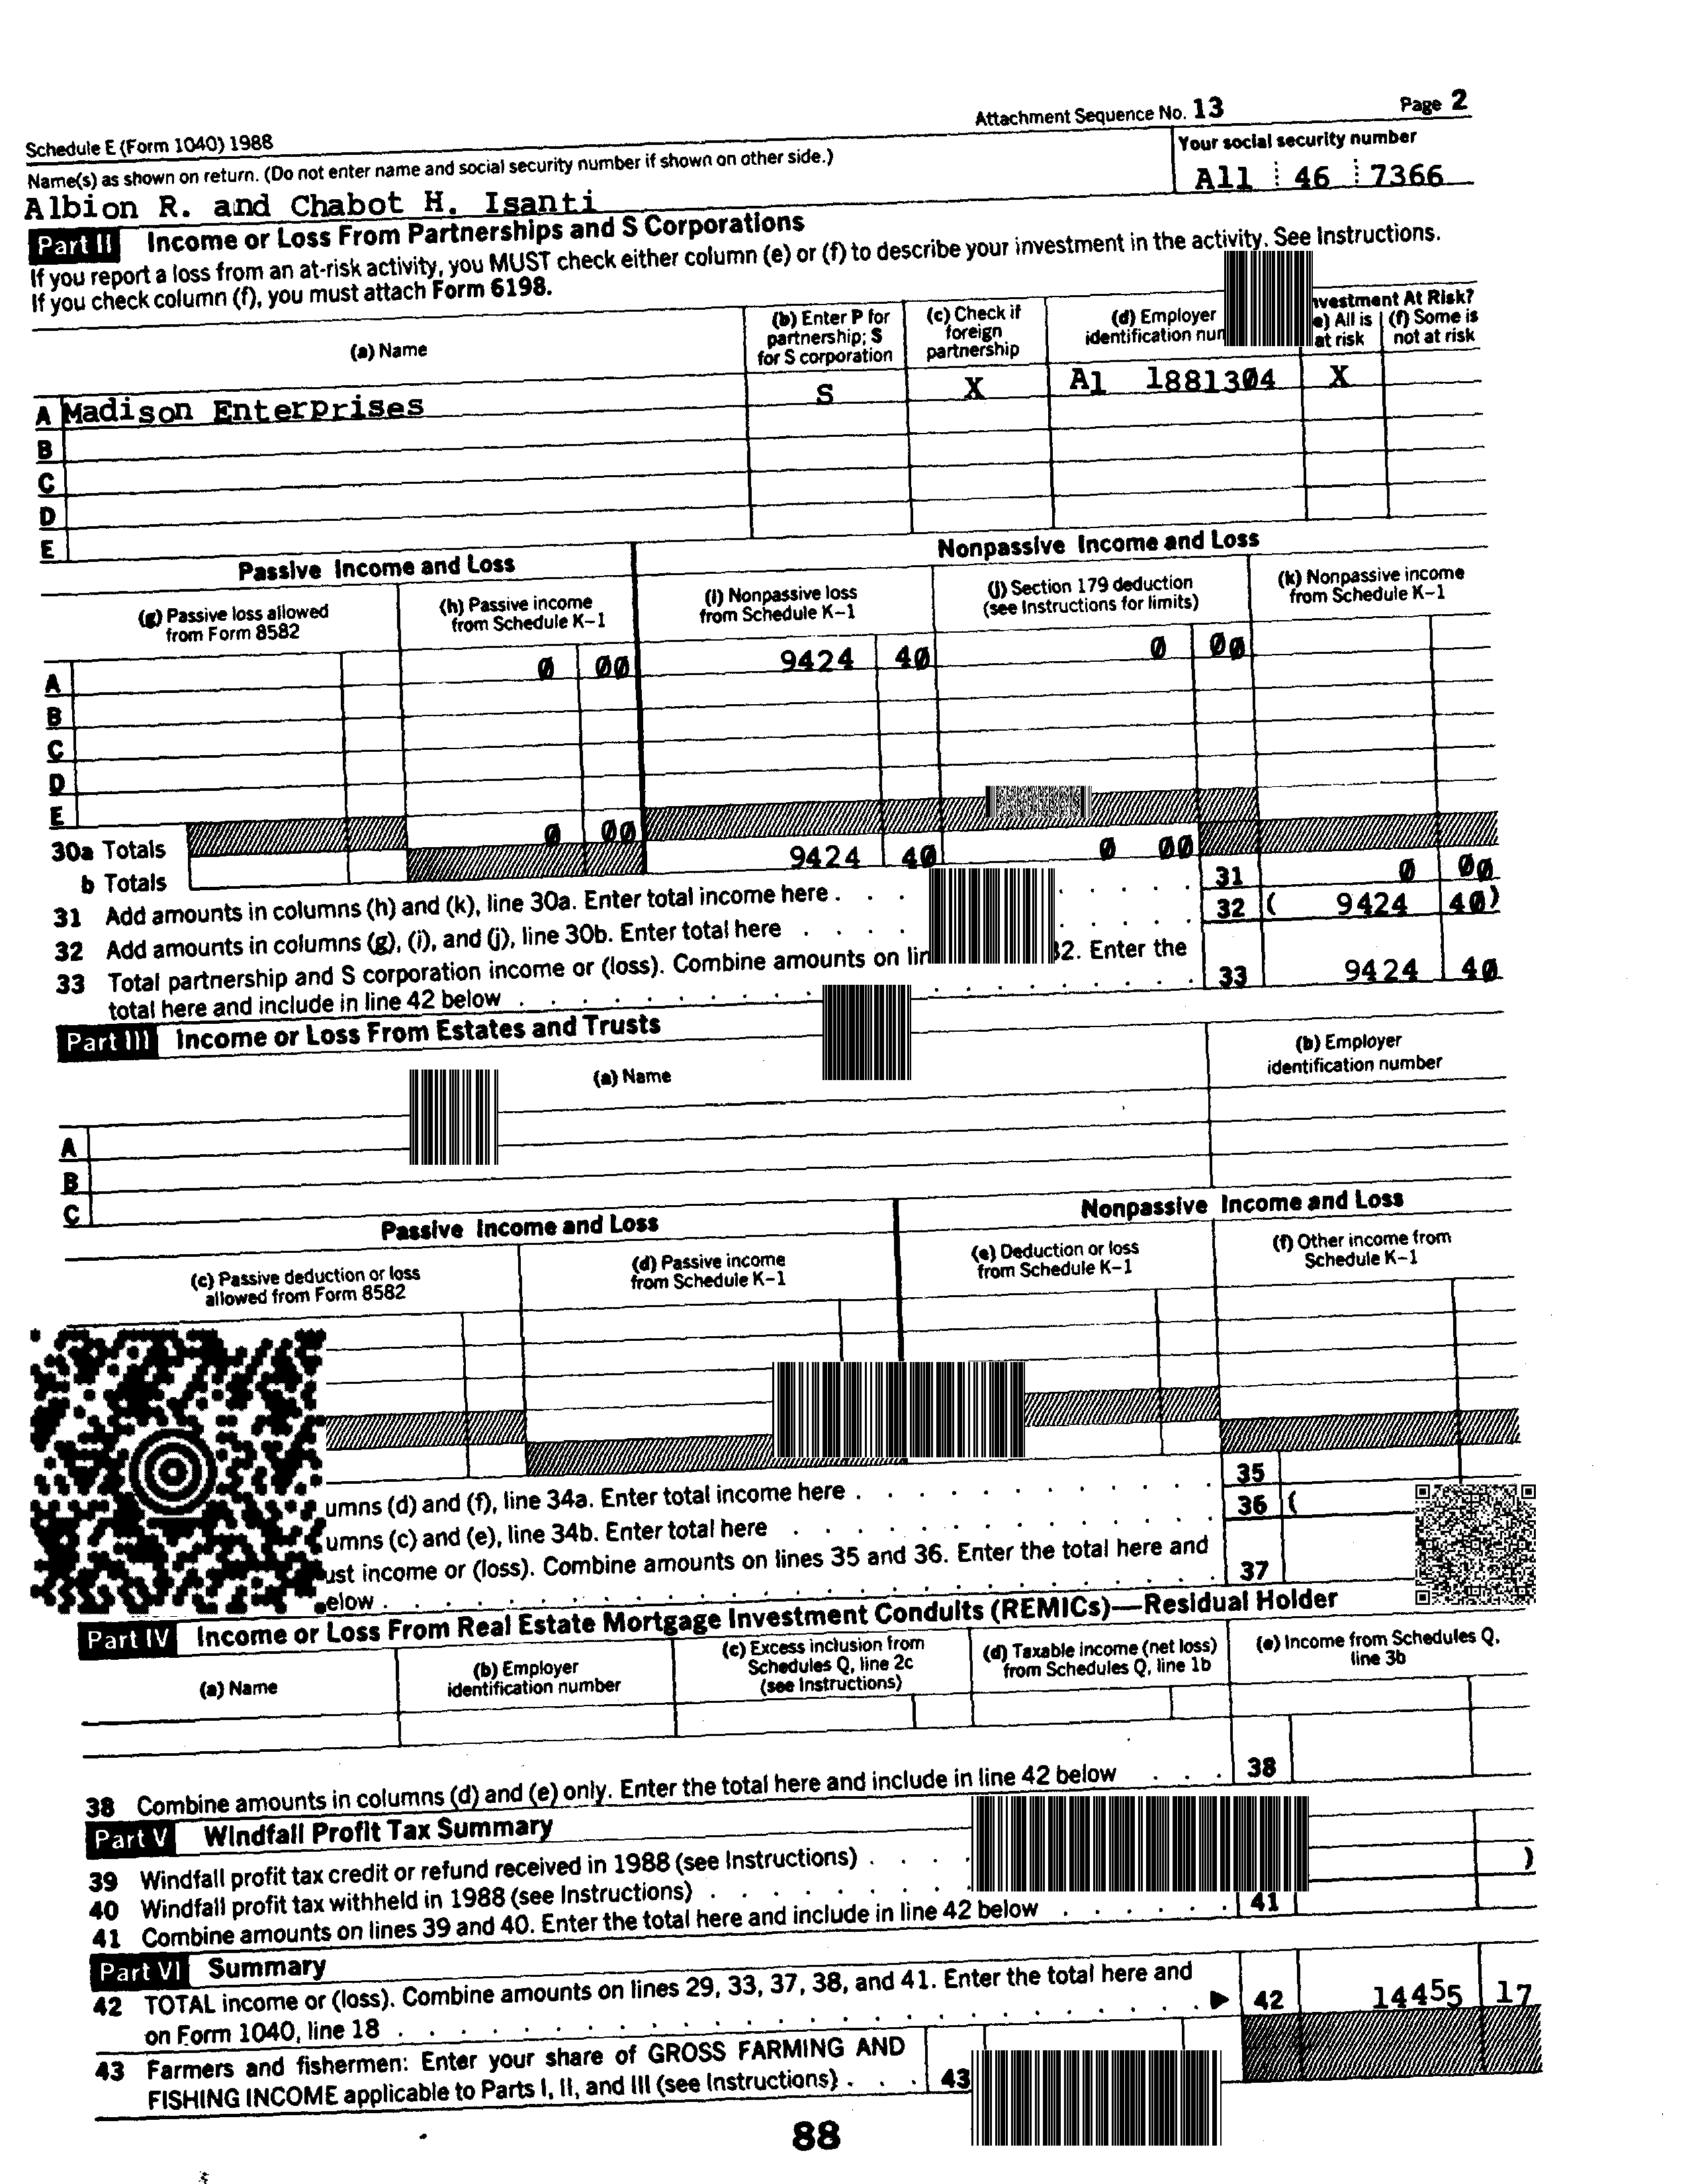 Attachment Sequence No. 13 Page 2
Schedule E (Form 1040) 1988
Name(s) as shown on return. (Do not enter name and social security number if shown on other side.)
Your social security number
Albion R. and Chabot H. Isanti
A11 46 7366
Part II Income or Loss From Partnerships and S Corporations
If you report a loss from an at-risk activity, you MUST check either column (e) or (f) to describe your investment in the activity. See Instructions.
If you check column (f), you must attach Form 6198.
(a) Name
(b) Enter P for partnership; S for S corporation
(c) Check if foreign partnership
(d) Employer identification
At Risk?
All is at risk
(f) Some is not at risk
A Madison Enterprises S X A1 1881304 X
B
C
D
E
Passive Income and Loss
Nonpassive Income and Loss
(g) Passive loss allowed from Form 8582
(h) Passive income from Schedule K–1
(i) Nonpassive loss from Schedule K–1
(j) Section 179 deduction (see Instructions for limits)
(k) Nonpassive income from Schedule K–1
A 0 00 9424 40 0 00
B
C
D
E
30a Totals 0 00
b Totals 9424 40 0 00
31 Add amounts in columns (h) and (k), line 30a. Enter total income here . . . 31 0 00
32 Add amounts in columns (g), (i), and (j), line 30b. Enter total here . . . 32 ( 9424 40)
33 Total partnership and S corporation income or (loss). Combine amounts on Enter the
total here and include in line 42 below . . . 33 9424 40
Part III Income or Loss From Estates and Trusts
(a) Name
(b) Employer identification number
A
B
C
Passive Income and Loss
Nonpassive Income and Loss
(c) Passive deduction or loss allowed from Form 8582
(d) Passive income from Schedule K–1
(e) Deduction or loss from Schedule K–1
(f) Other income from Schedule K–1
umns (d) and (f), line 34a. Enter total income here . . . 35
umns (c) and (e), line 34b. Enter total here . . . 36 (
ust income or (loss). Combine amounts on lines 35 and 36. Enter the total here and
elow . . . 37
Part IV Income or Loss From Real Estate Mortgage Investment Conduits (REMICs)—Residual Holder
(a) Name
(b) Employer identification number
(c) Excess inclusion from Schedules Q, line 2c (see Instructions)
(d) Taxable income (net loss) from Schedules Q, line 1b
(e) Income from Schedules Q, line 3b
38 Combine amounts in columns (d) and (e) only. Enter the total here and include in line 42 below . . . 38
Part V Windfall Profit Tax Summary
39 Windfall profit tax credit or refund received in 1988 (see Instructions) . . .
40 Windfall profit tax withheld in 1988 (see Instructions) . . . )
41 Combine amounts on lines 39 and 40. Enter the total here and include in line 42 below . . . 41
Part VI Summary
42 TOTAL income or (loss). Combine amounts on lines 29, 33, 37, 38, and 41. Enter the total here and
on Form 1040, line 18 . . . ▶ 42 14455 17
43 Farmers and fishermen: Enter your share of GROSS FARMING AND
FISHING INCOME applicable to Parts I, II, and III (see Instructions) . . . 43
88